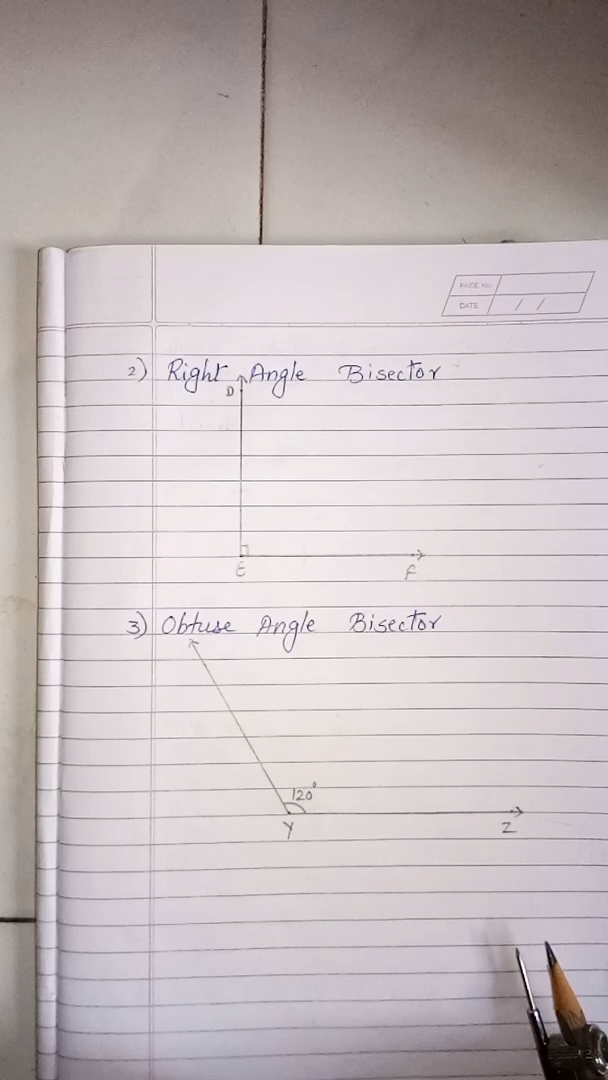 PAGE No.
DATE / /
2) Right Angle Bisector
D
E F
3) Obtuse Angle Bisector
120°
Y Z